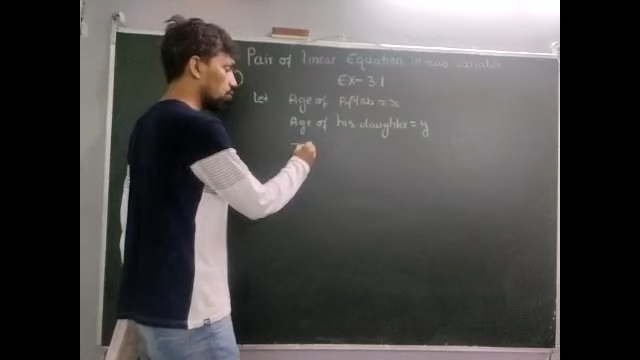 Pair of linear Equation in two variable
EX-3.1
Let Age of Aftab = x
Age of his daughter = y